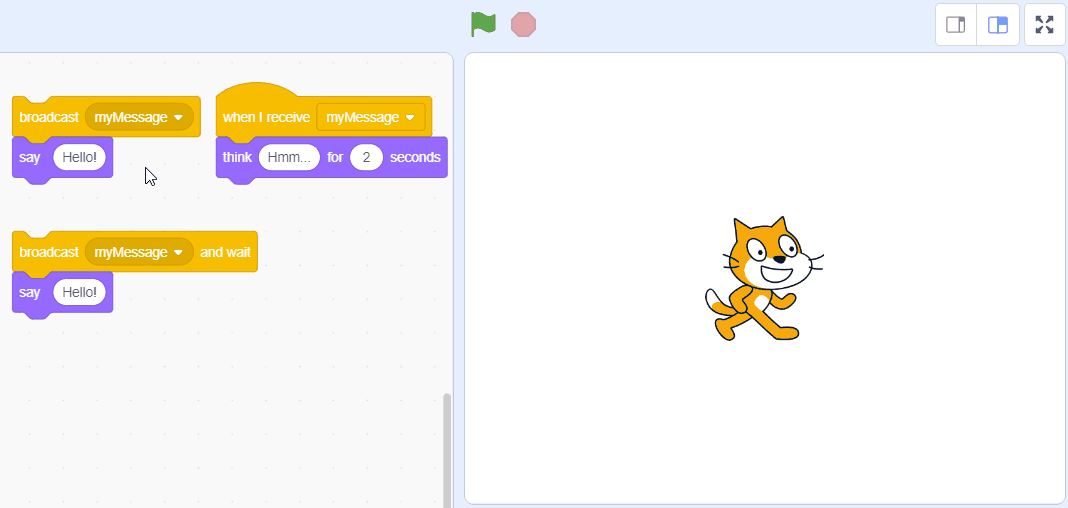 broadcast myMessage
say Hello!
when I receive myMessage
think Hmm... for 2 seconds
broadcast myMessage and wait
say Hello!